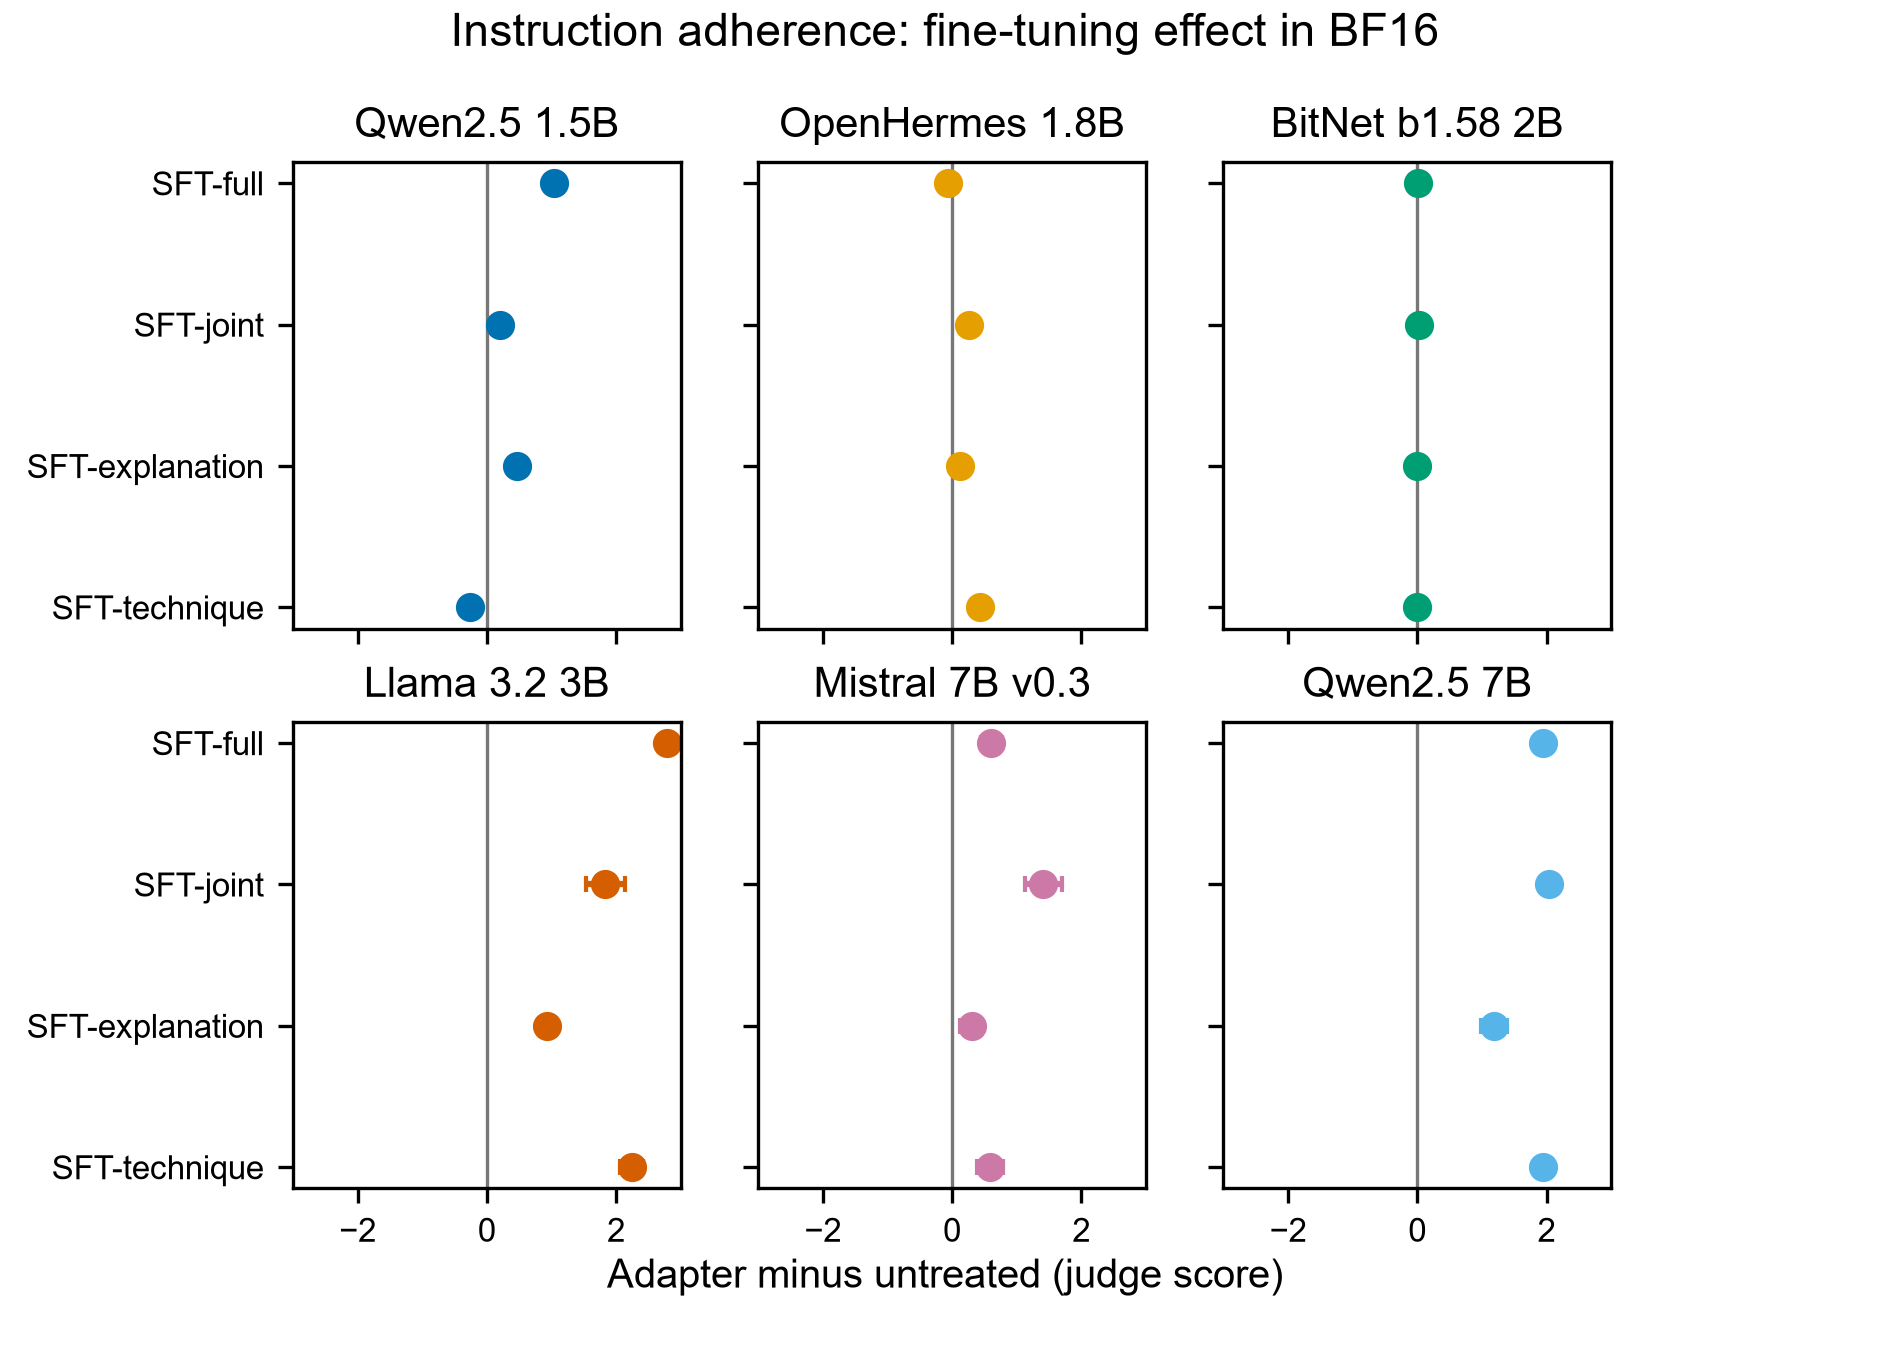 Instruction adherence: fine-tuning effect in BF16
Qwen2.5 1.5B
OpenHermes 1.8B
BitNet b1.58 2B
SFT-full
SFT-joint
SFT-explanation
SFT-technique
Llama 3.2 3B
Mistral 7B v0.3
Qwen2.5 7B
SFT-full
SFT-joint
SFT-explanation
SFT-technique
−2 0 2
−2 0 2
−2 0 2
Adapter minus untreated (judge score)